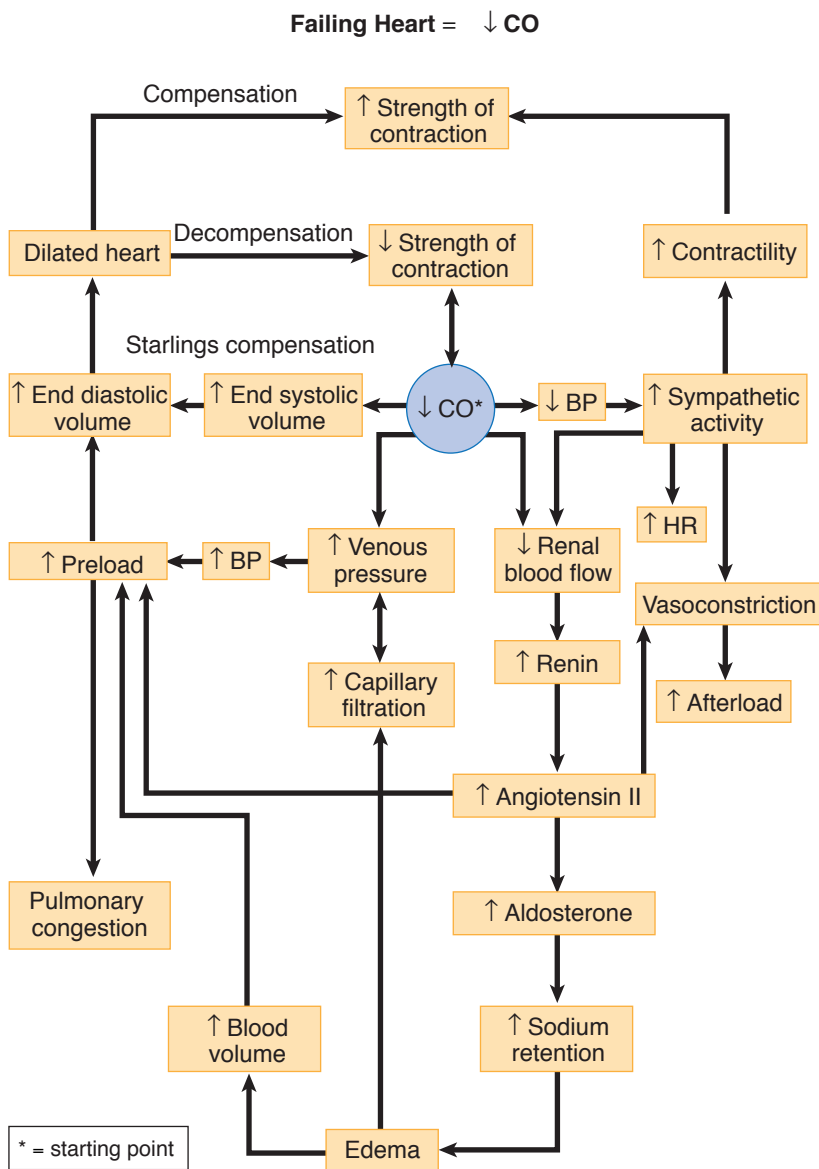 Failing Heart = ↓ CO
Compensation
↑ Strength of
contraction
Dilated heart
Decompensation
↓ Strength of
contraction
↑ Contractility
Starlings compensation
↑ End diastolic
volume
↑ End systolic
volume
↓ CO*
↓ BP
↑ Sympathetic
activity
↑ HR
↑ Preload
↑ BP
↑ Venous
pressure
↓ Renal
blood flow
Vasoconstriction
↑ Capillary
filtration
↑ Renin
↑ Afterload
↑ Angiotensin II
Pulmonary
congestion
↑ Aldosterone
↑ Blood
volume
↑ Sodium
retention
* = starting point
Edema